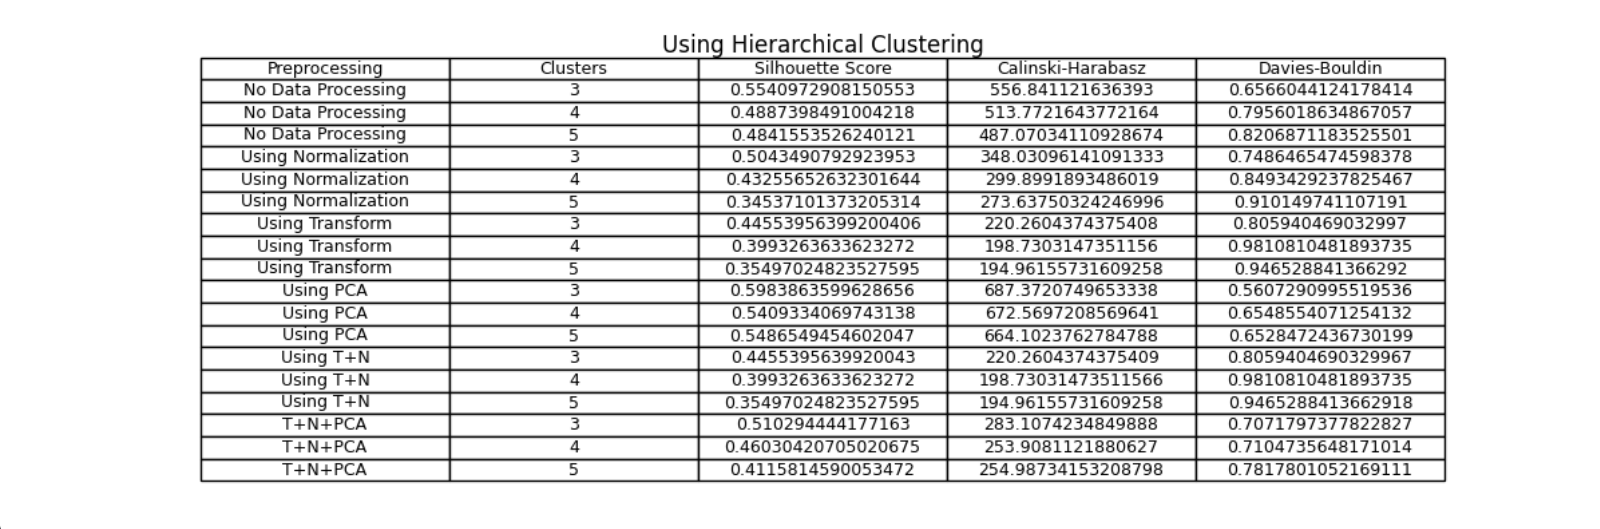 Using Hierarchical Clustering
Preprocessing Clusters Silhouette Score Calinski-Harabasz Davies-Bouldin
No Data Processing 3 0.5540972908150553 556.841121636393 0.6566044124178414
No Data Processing 4 0.4887398491004218 513.7721643772164 0.7956018634867057
No Data Processing 5 0.4841553526240121 487.07034110928674 0.8206871183525501
Using Normalization 3 0.5043490792923953 348.03096141091333 0.7486465474598378
Using Normalization 4 0.43255652632301644 299.8991893486019 0.8493429237825467
Using Normalization 5 0.34537101373205314 273.63750324246996 0.910149741107191
Using Transform 3 0.44553956399200406 220.2604374375408 0.805940469032997
Using Transform 4 0.3993263633623272 198.7303147351156 0.9810810481893735
Using Transform 5 0.35497024823527595 194.96155731609258 0.946528841366292
Using PCA 3 0.5983863599628656 687.3720749653338 0.5607290995519536
Using PCA 4 0.5409334069743138 672.5697208569641 0.6548554071254132
Using PCA 5 0.5486549454602047 664.1023762784788 0.6528472436730199
Using T+N 3 0.4455395639920043 220.2604374375409 0.8059404690329967
Using T+N 4 0.3993263633623272 198.73031473511566 0.9810810481893735
Using T+N 5 0.35497024823527595 194.96155731609258 0.9465288413662918
T+N+PCA 3 0.510294444177163 283.1074234849888 0.7071797377822827
T+N+PCA 4 0.46030420705020675 253.9081121880627 0.7104735648171014
T+N+PCA 5 0.4115814590053472 254.98734153208798 0.7817801052169111